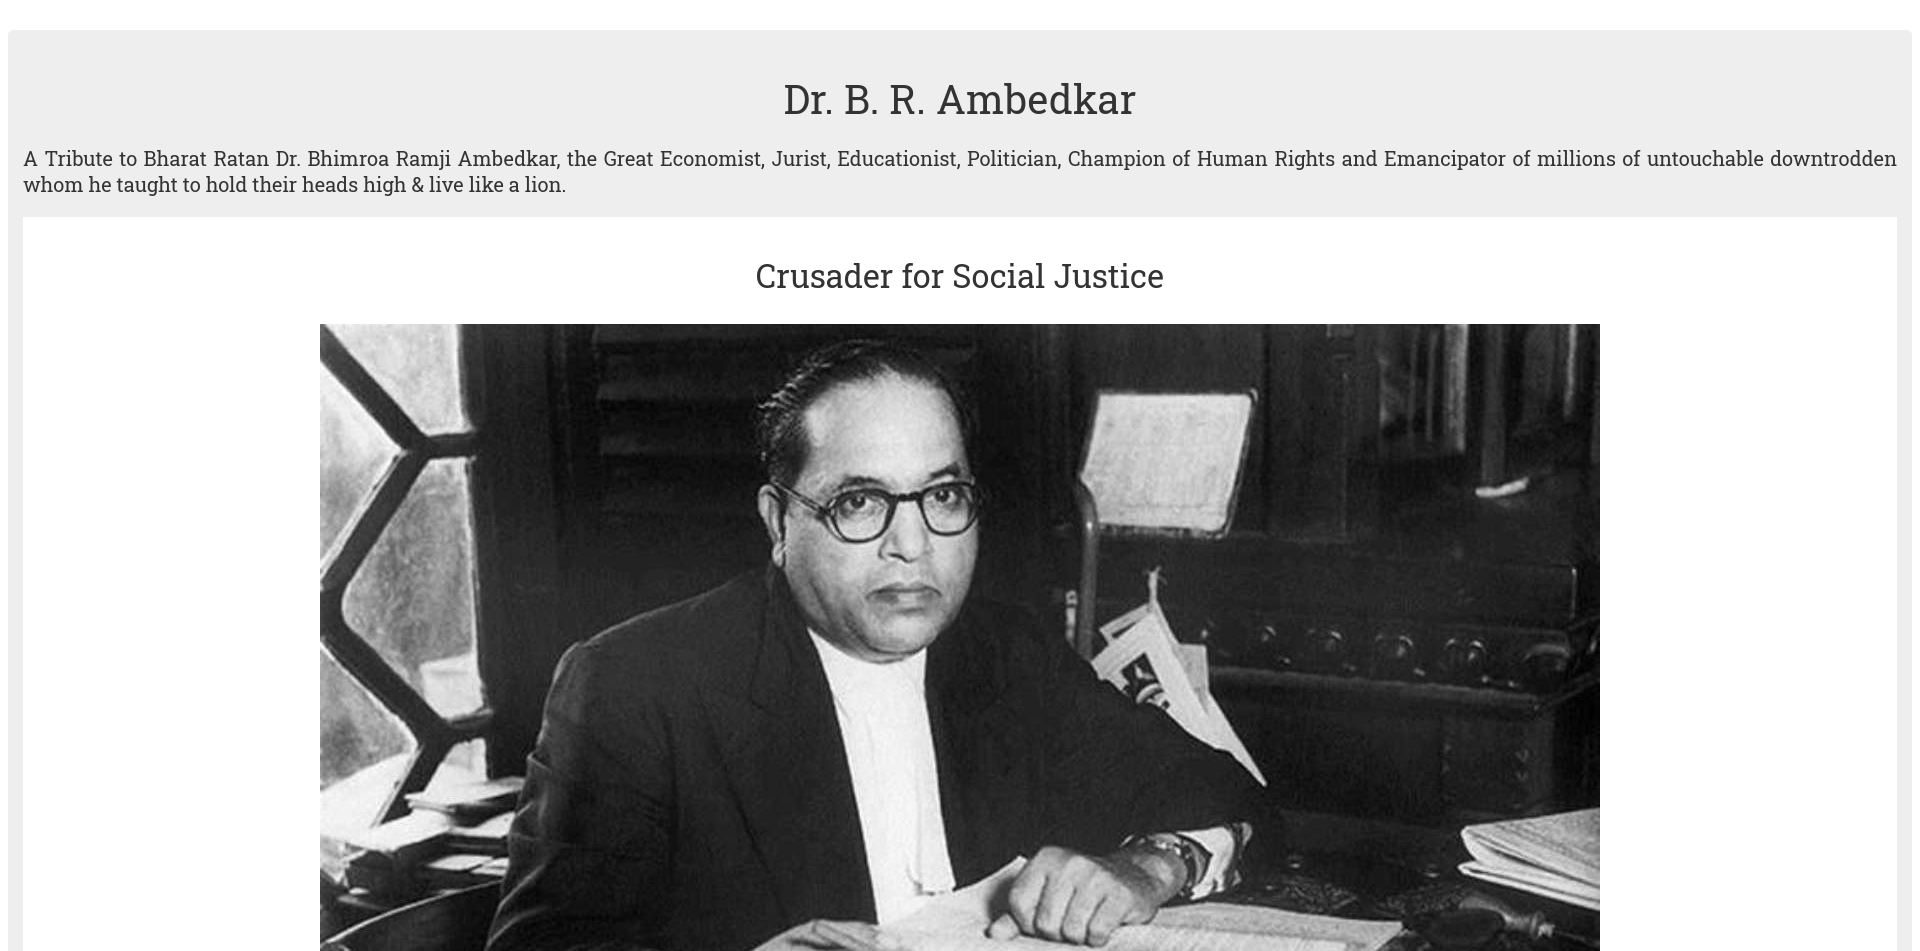 Dr. B. R. Ambedkar
A Tribute to Bharat Ratan Dr. Bhimroa Ramji Ambedkar, the Great Economist, Jurist, Educationist, Politician, Champion of Human Rights and Emancipator of millions of untouchable downtrodden
whom he taught to hold their heads high & live like a lion.
Crusader for Social Justice